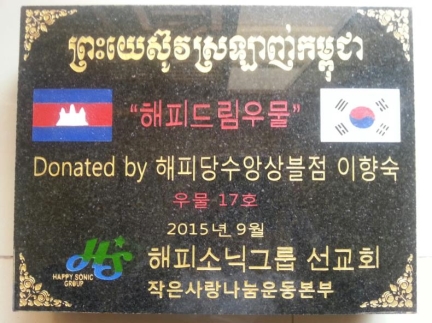 ព្រះយេស៊ូវស្រឡាញ់កម្ពុជា
“해피드림우물”
Donated by 해피당수앙상블점 이향숙
우물 17호
2015년 9월
HS
HAPPY SONIC
GROUP
해피소닉그룹 선교회
작은사랑나눔운동본부